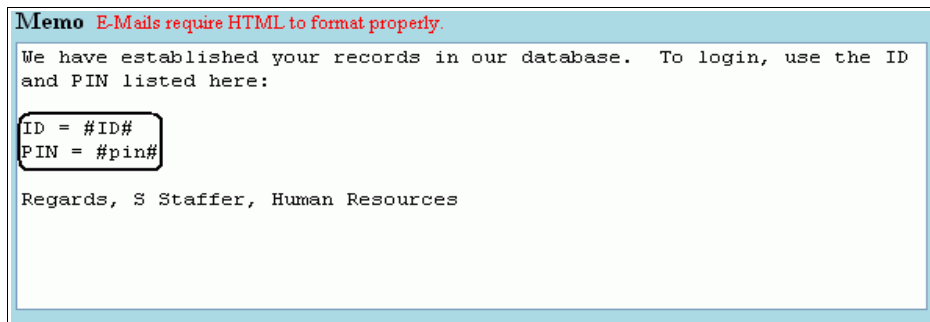 Memo E-Mails require HTML to format properly.
We have established your records in our database.  To login, use the ID
and PIN listed here:
ID = #ID#
PIN = #pin#
Regards, S Staffer, Human Resources